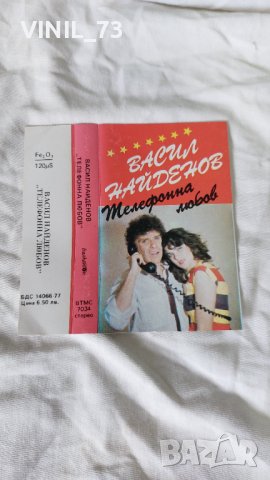 VINIL_73
Fe₂O₃
120µS
ВАСИЛ НАЙДЕНОВ
„ТЕЛЕФОННА ЛЮБОВ"
БДС 14066-77
Цена 6.50 лв.
ВАСИЛ НАЙДЕНОВ
„ТЕЛЕФОННА ЛЮБОВ"
Балкантон
ВТМС
7034
стерео
ВАСИЛ
НАЙДЕНОВ
Телефонна
любов
BAZAR